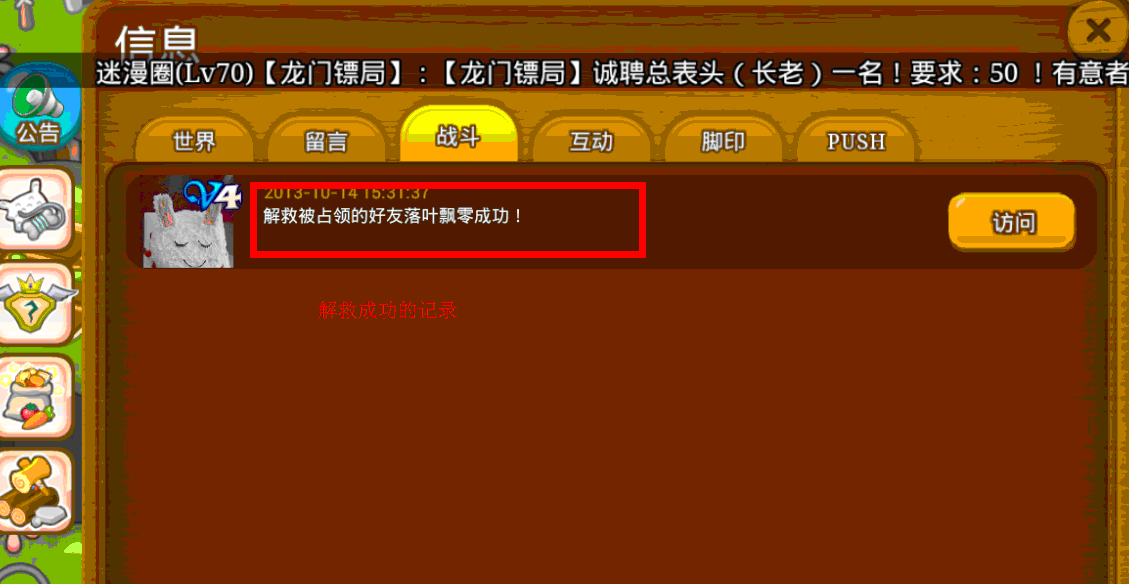 信息
迷漫圈(Lv70)【龙门镖局】:【龙门镖局】诚聘总表头（长老）一名！要求：50 ！有意者
公告
世界
留言
战斗
互动
脚印
PUSH
V4
2013-10-14 15:31:37
解救被占领的好友落叶飘零成功！
访问
解救成功的记录